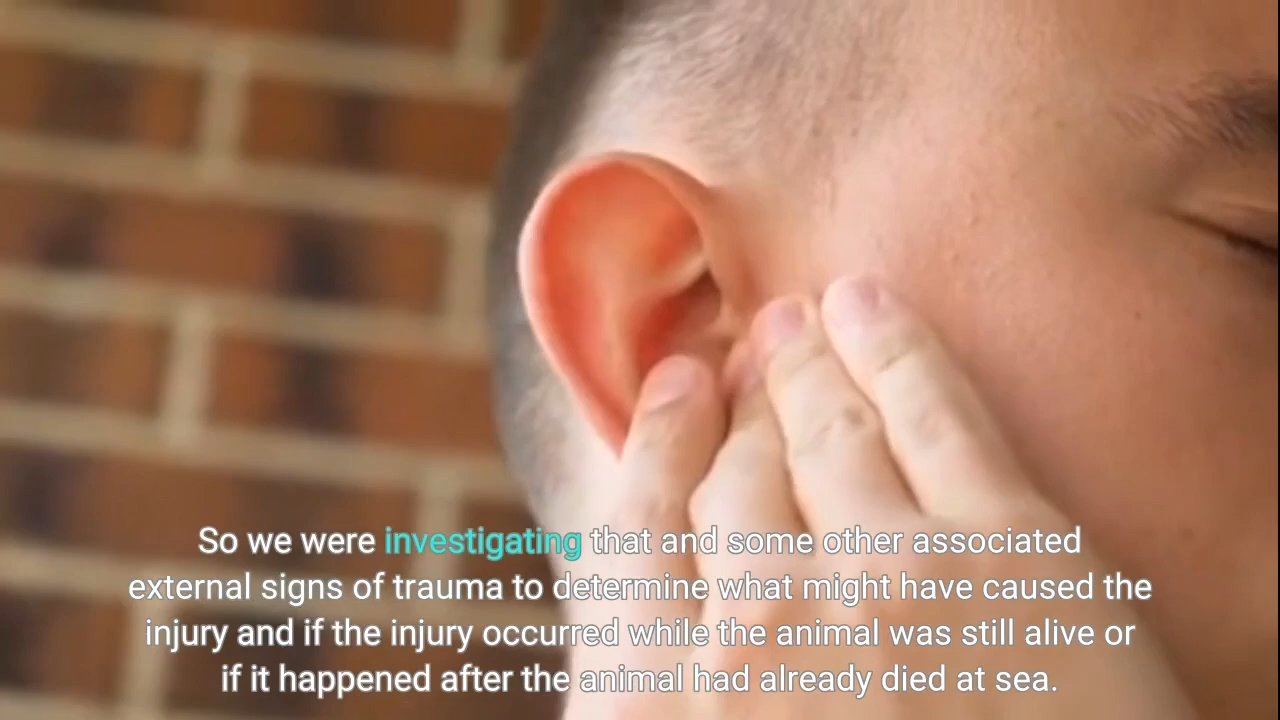 So we were investigating that and some other associated
external signs of trauma to determine what might have caused the
injury and if the injury occurred while the animal was still alive or
if it happened after the animal had already died at sea.